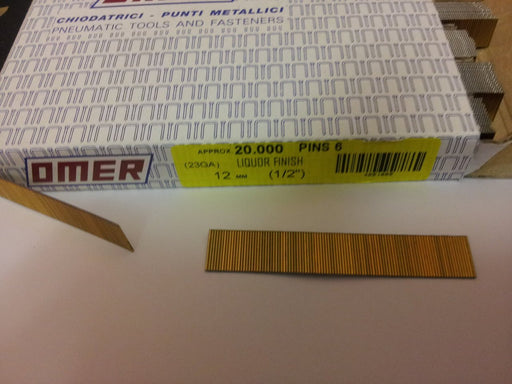 OMER
CHIODATRICI - PUNTI METALLICI
PNEUMATIC TOOLS AND FASTENERS
OMER
APPROX 20.000 PINS 6
(23GA) LIQUOR FINISH
12 MM (1/2")